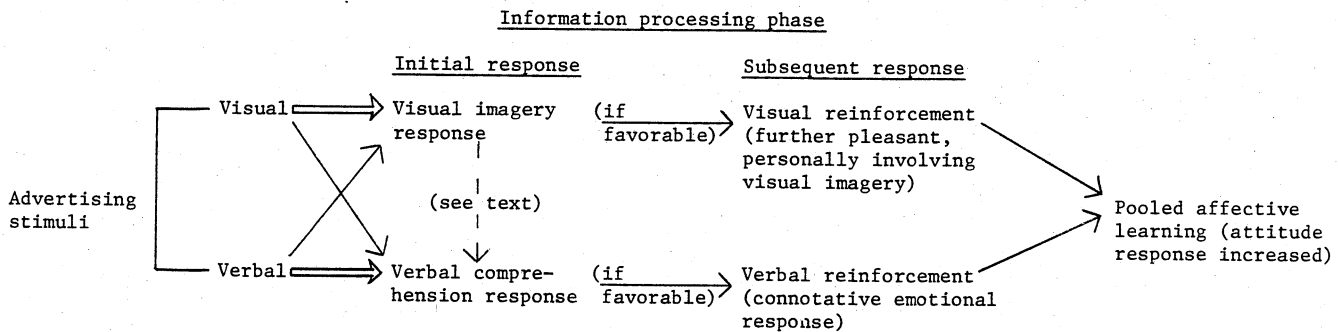 Information processing phase
Initial response
Subsequent response
Visual
Visual imagery
response
(if
favorable)
Visual reinforcement
(further pleasant,
personally involving
visual imagery)
Advertising
stimuli
(see text)
Pooled affective
learning (attitude
response increased)
Verbal
Verbal compre-
hension response
(if
favorable)
Verbal reinforcement
(connotative emotional
response)